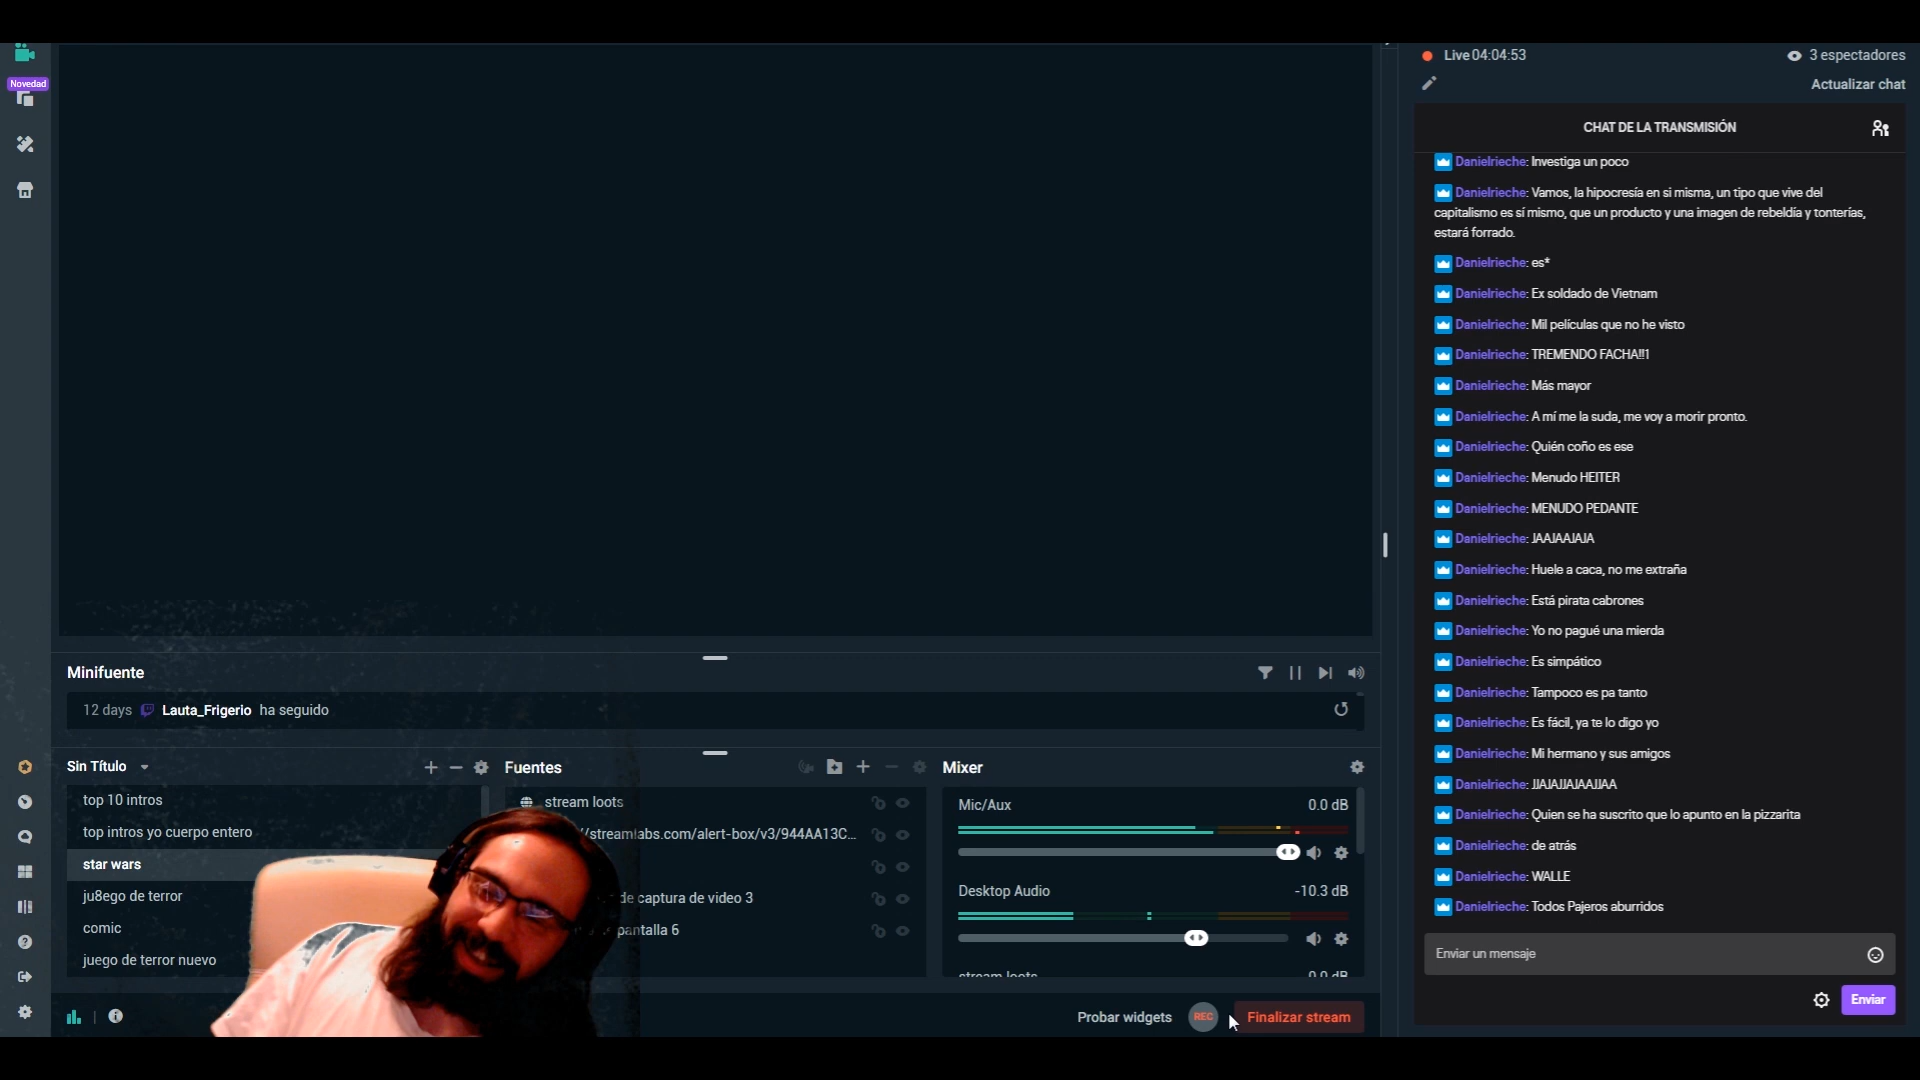 Live 04:04:53
3 espectadores
Novedad
Actualizar chat
CHAT DE LA TRANSMISIÓN
Danielrieche: Investiga un poco
Danielrieche: Vamos, la hipocresía en si misma, un tipo que vive del
capitalismo es sí mismo, que un producto y una imagen de rebeldía y tonterías,
estará forrado.
Danielrieche: es*
Danielrieche: Ex soldado de Vietnam
Danielrieche: Mil películas que no he visto
Danielrieche: TREMENDO FACHA!!!1
Danielrieche: Más mayor
Danielrieche: A mí me la suda, me voy a morir pronto.
Danielrieche: Quién coño es ese
Danielrieche: Menudo HEITER
Danielrieche: MENUDO PEDANTE
Danielrieche: JAAJAAJAJA
Danielrieche: Huele a caca, no me extraña
Danielrieche: Está pirata cabrones
Danielrieche: Yo no pagué una mierda
Danielrieche: Es simpático
Danielrieche: Tampoco es pa tanto
Danielrieche: Es fácil, ya te lo digo yo
Danielrieche: Mi hermano y sus amigos
Danielrieche: JJAJAJJAJAAJJAA
Danielrieche: Quien se ha suscrito que lo apunto en la pizzarita
Danielrieche: de atrás
Danielrieche: WALLE
Danielrieche: Todos Pajeros aburridos
Enviar un mensaje
Enviar
Minifuente
12 days Lauta_Frigerio ha seguido
Sin Título
top 10 intros
top intros yo cuerpo entero
star wars
ju8ego de terror
comic
juego de terror nuevo
Fuentes
stream loots
/streamlabs.com/alert-box/v3/944AA13C...
de captura de video 3
pantalla 6
Mixer
Mic/Aux 0.0 dB
Desktop Audio -10.3 dB
stream loots 0.0 dB
Probar widgets
REC
Finalizar stream